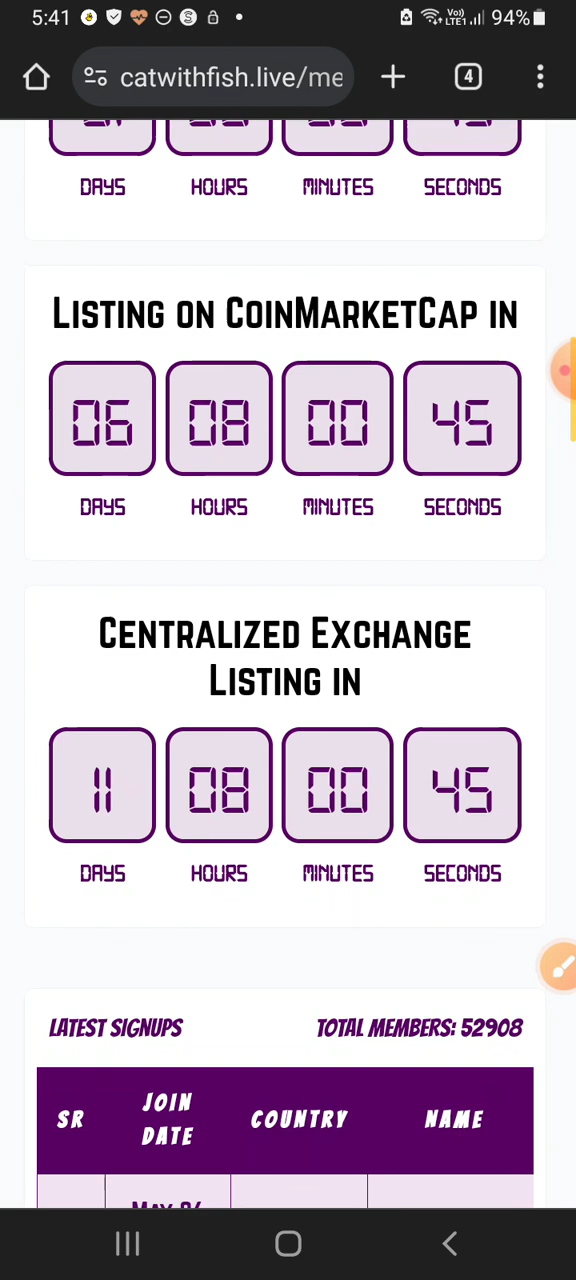 5:41
Vo) LTE1
94%
catwithfish.live/me
4
DAYS HOURS MINUTES SECONDS
LISTING ON COINMARKETCAP IN
06 08 00 45
DAYS HOURS MINUTES SECONDS
CENTRALIZED EXCHANGE
LISTING IN
11 08 00 45
DAYS HOURS MINUTES SECONDS
LATEST SIGNUPS TOTAL MEMBERS: 52908
SR JOIN DATE COUNTRY NAME